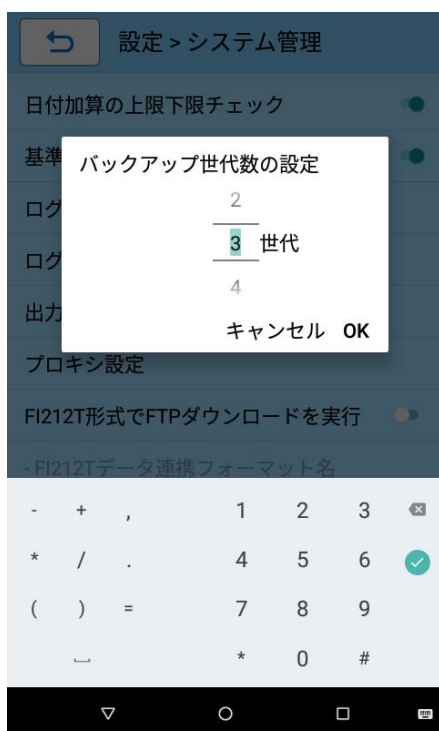 設定 > システム管理
日付加算の上限下限チェック
基準
バックアップ世代数の設定
2
ログ
3 世代
ログ
4
出力
キャンセル OK
プロキシ設定
FI212T形式でFTPダウンロードを実行
- FI212Tデータ連携フォーマット名
- + , 1 2 3
* / . 4 5 6
( ) = 7 8 9
* 0 #